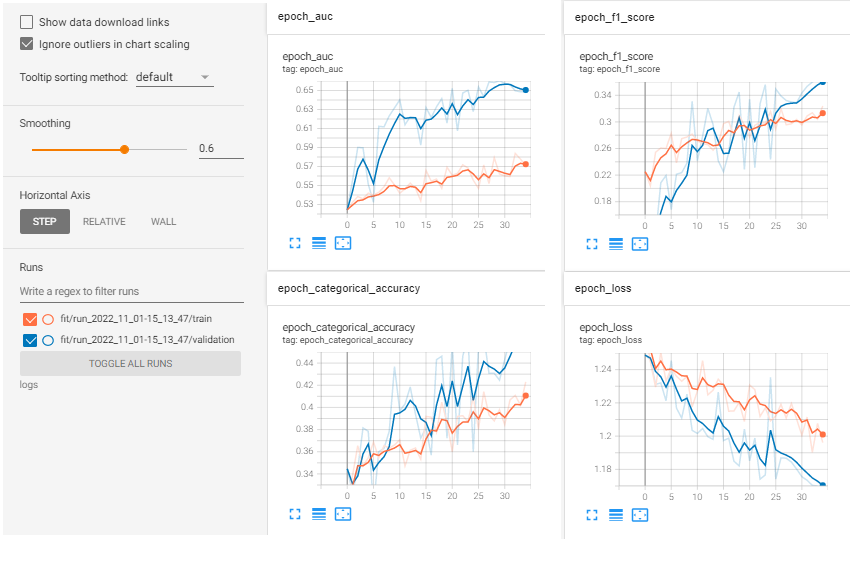 Show data download links
Ignore outliers in chart scaling
Tooltip sorting method: default
Smoothing
0.6
Horizontal Axis
STEP RELATIVE WALL
Runs
Write a regex to filter runs
fit/run_2022_11_01-15_13_47/train
fit/run_2022_11_01-15_13_47/validation
TOGGLE ALL RUNS
logs
epoch_auc
epoch_auc
tag: epoch_auc
0.65
0.63
0.61
0.59
0.57
0.55
0.53
0 5 10 15 20 25 30
epoch_f1_score
epoch_f1_score
tag: epoch_f1_score
0.34
0.3
0.26
0.22
0.18
0 5 10 15 20 25 30
epoch_categorical_accuracy
epoch_categorical_accuracy
tag: epoch_categorical_accuracy
0.44
0.42
0.4
0.38
0.36
0.34
0 5 10 15 20 25 30
epoch_loss
epoch_loss
tag: epoch_loss
1.24
1.22
1.2
1.18
0 5 10 15 20 25 30